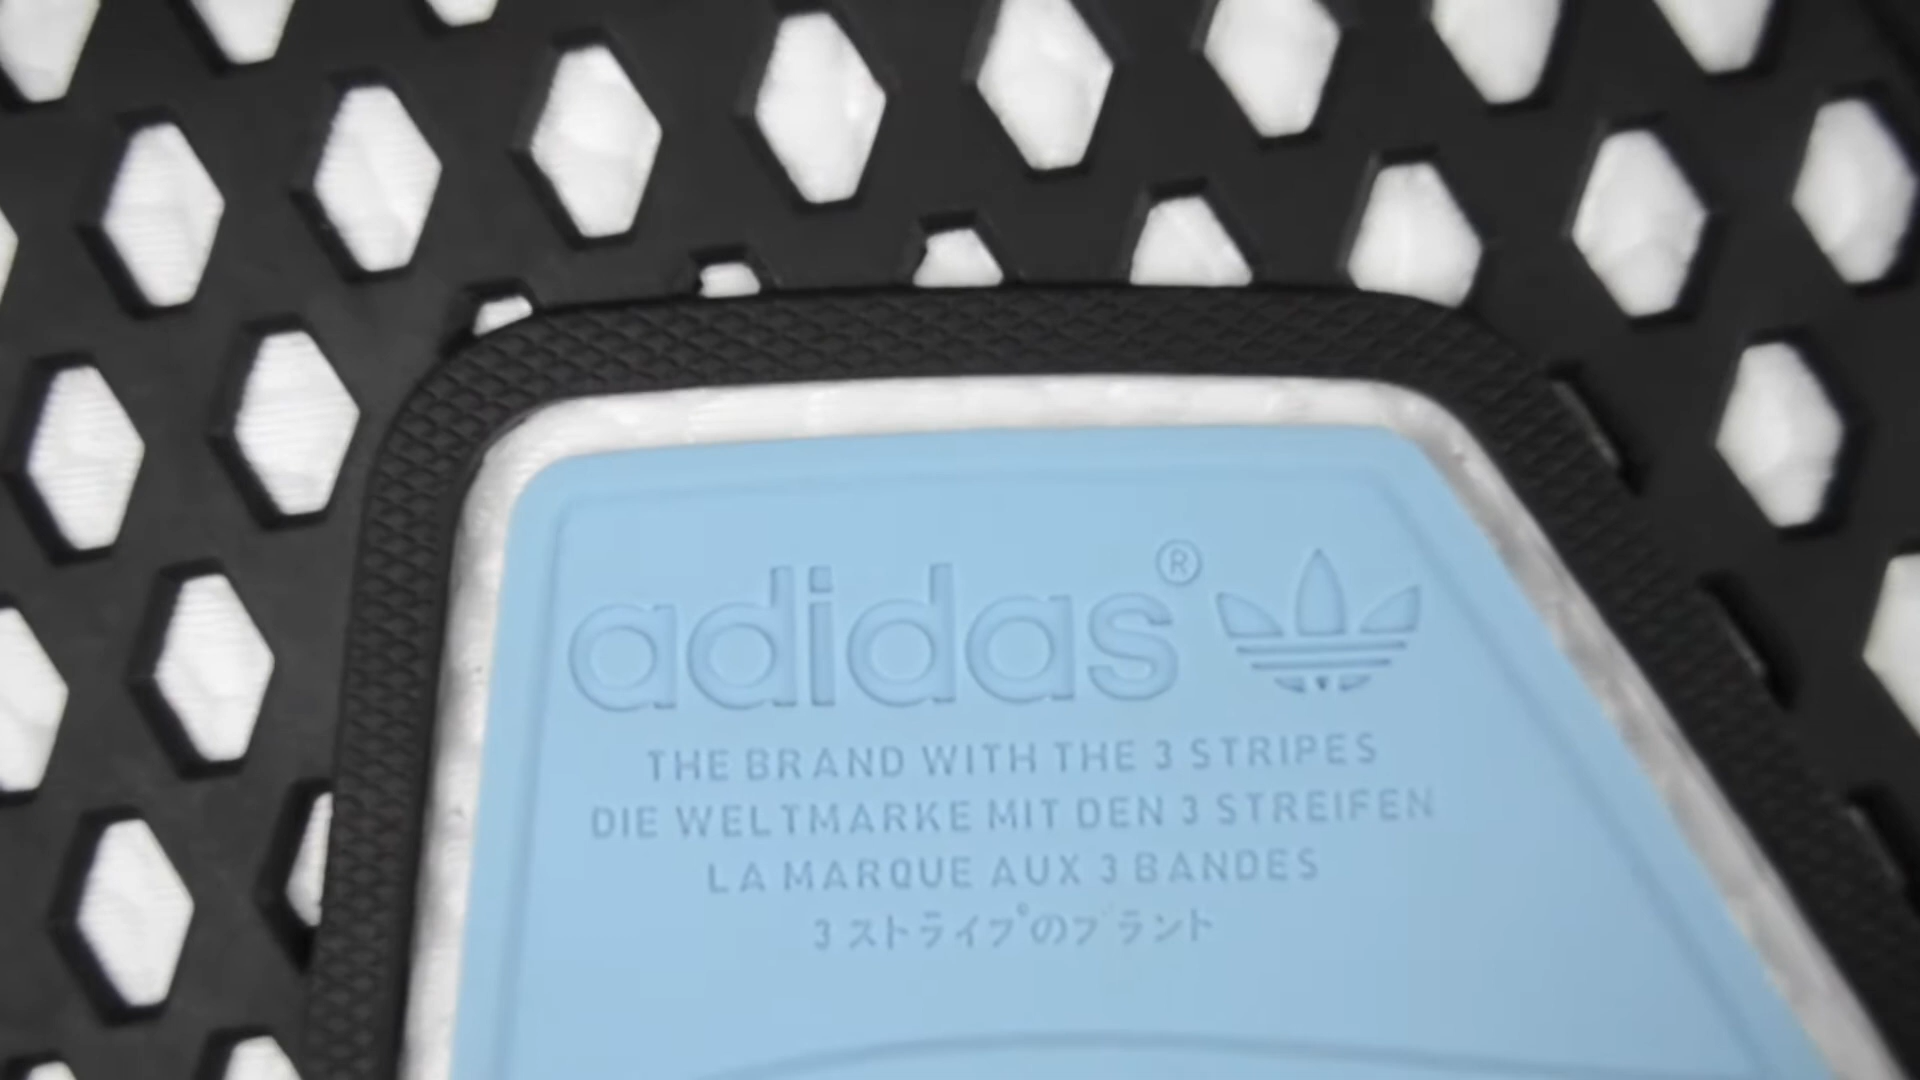 adidas®
THE BRAND WITH THE 3 STRIPES
DIE WELTMARKE MIT DEN 3 STREIFEN
LA MARQUE AUX 3 BANDES
3 ストライプのブラント